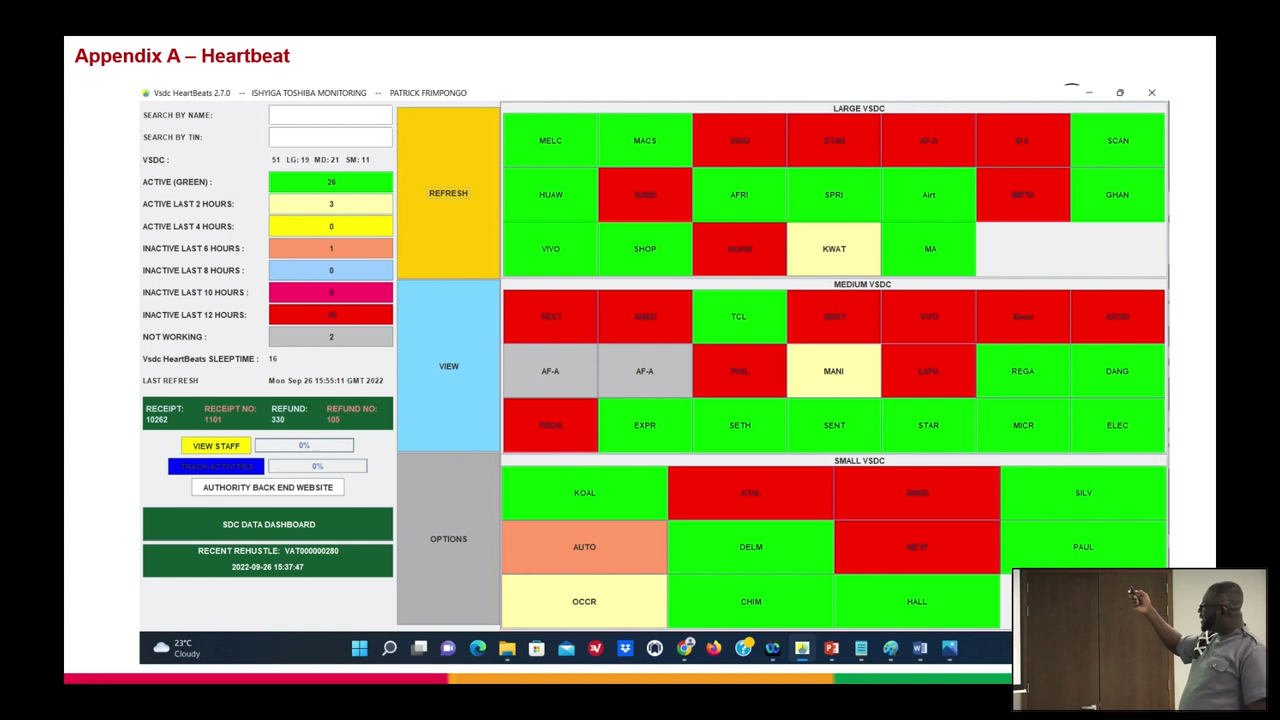 Appendix A – Heartbeat
Vsdc HeartBeats 2.7.0 -- ISHYIGA TOSHIBA MONITORING -- PATRICK FRIMPONGO
SEARCH BY NAME:
SEARCH BY TIN:
VSDC : 51 LG: 19 MD: 21 SM: 11
ACTIVE (GREEN) : 26
ACTIVE LAST 2 HOURS: 3
ACTIVE LAST 4 HOURS: 0
INACTIVE LAST 6 HOURS : 1
INACTIVE LAST 8 HOURS : 0
INACTIVE LAST 10 HOURS :
INACTIVE LAST 12 HOURS:
NOT WORKING : 2
Vsdc HeartBeats SLEEPTIME : 16
LAST REFRESH Mon Sep 26 15:55:11 GMT 2022
RECEIPT: RECEIPT NO: REFUND: REFUND NO:
10262 1101 330 105
VIEW STAFF 0%
TRACK ACTIVITIES 0%
AUTHORITY BACK END WEBSITE
SDC DATA DASHBOARD
RECENT REHUSTLE: VAT000000280
2022-09-26 15:37:47
REFRESH
VIEW
OPTIONS
LARGE VSDC
MELC MACS AF-A SCAN
HUAW AFRI SPRI Airt GHAN
VIVO SHOP KWAT MA
MEDIUM VSDC
TEST TCL VIVO
AF-A AF-A PHIL MANI REGA DANG
EXPR SETH SENT STAR MICR ELEC
SMALL VSDC
KOAL SILV
AUTO DELM PAUL
OCCR CHIM HALL
23°C
Cloudy